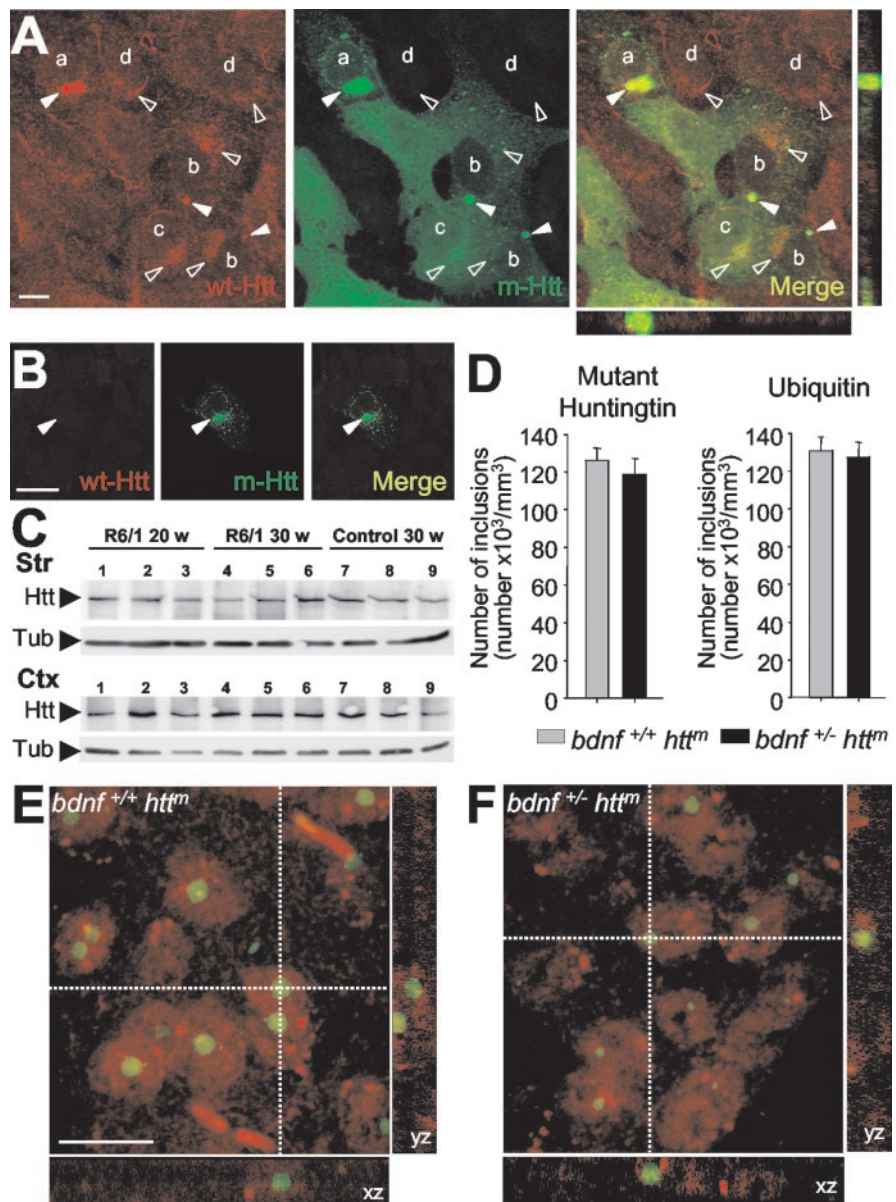 A
a
d
d
b
c
b
wt-Htt
a
d
d
b
c
b
m-Htt
a
d
d
b
c
b
Merge
B
wt-Htt
m-Htt
Merge
C
R6/1 20 w R6/1 30 w Control 30 w
Str 1 2 3 4 5 6 7 8 9
Htt
Tub
Ctx 1 2 3 4 5 6 7 8 9
Htt
Tub
D
Mutant
Huntingtin
Number of inclusions
(number x10³/mm³)
140
120
100
80
60
40
20
0
Ubiquitin
Number of inclusions
(number x10³/mm³)
140
120
100
80
60
40
20
0
bdnf +/+ httᵐ bdnf +/- httᵐ
E bdnf +/+ httᵐ
yz
xz
F bdnf +/- httᵐ
yz
xz